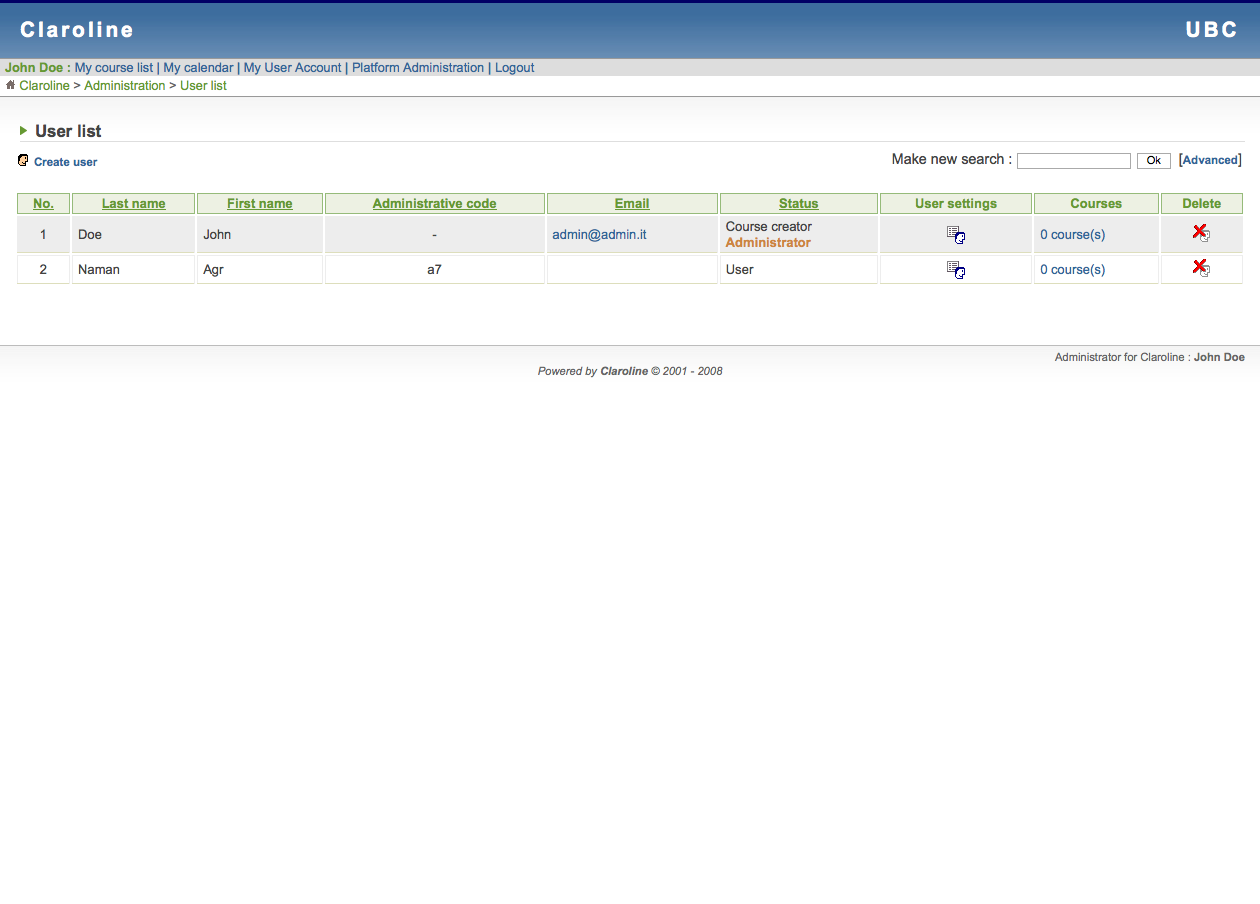 Claroline UBC
John Doe : My course list | My calendar | My User Account | Platform Administration | Logout
Claroline > Administration > User list
User list
Create user Make new search : Ok [Advanced]
No. Last name First name Administrative code Email Status User settings Courses Delete
1 Doe John - admin@admin.it Course creator 0 course(s)
Administrator
2 Naman Agr a7 User 0 course(s)
Administrator for Claroline : John Doe
Powered by Claroline © 2001 - 2008